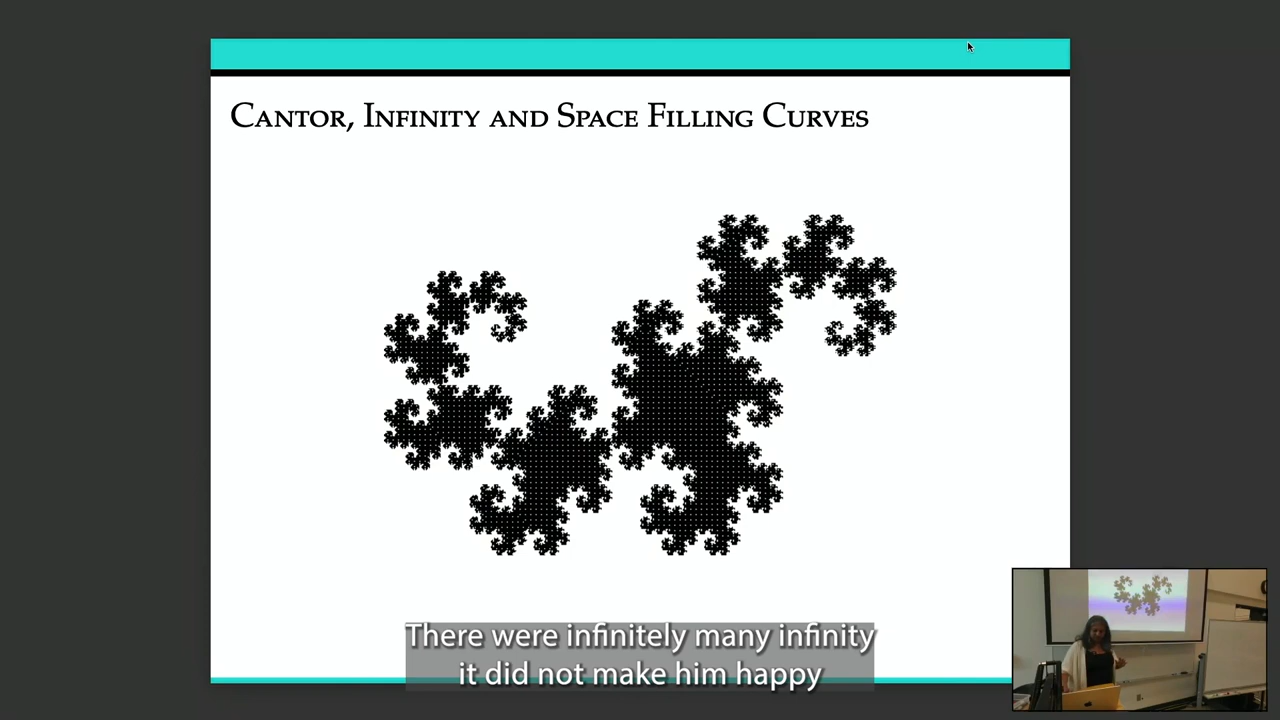 Cantor, Infinity and Space Filling Curves
There were infinitely many infinity
it did not make him happy